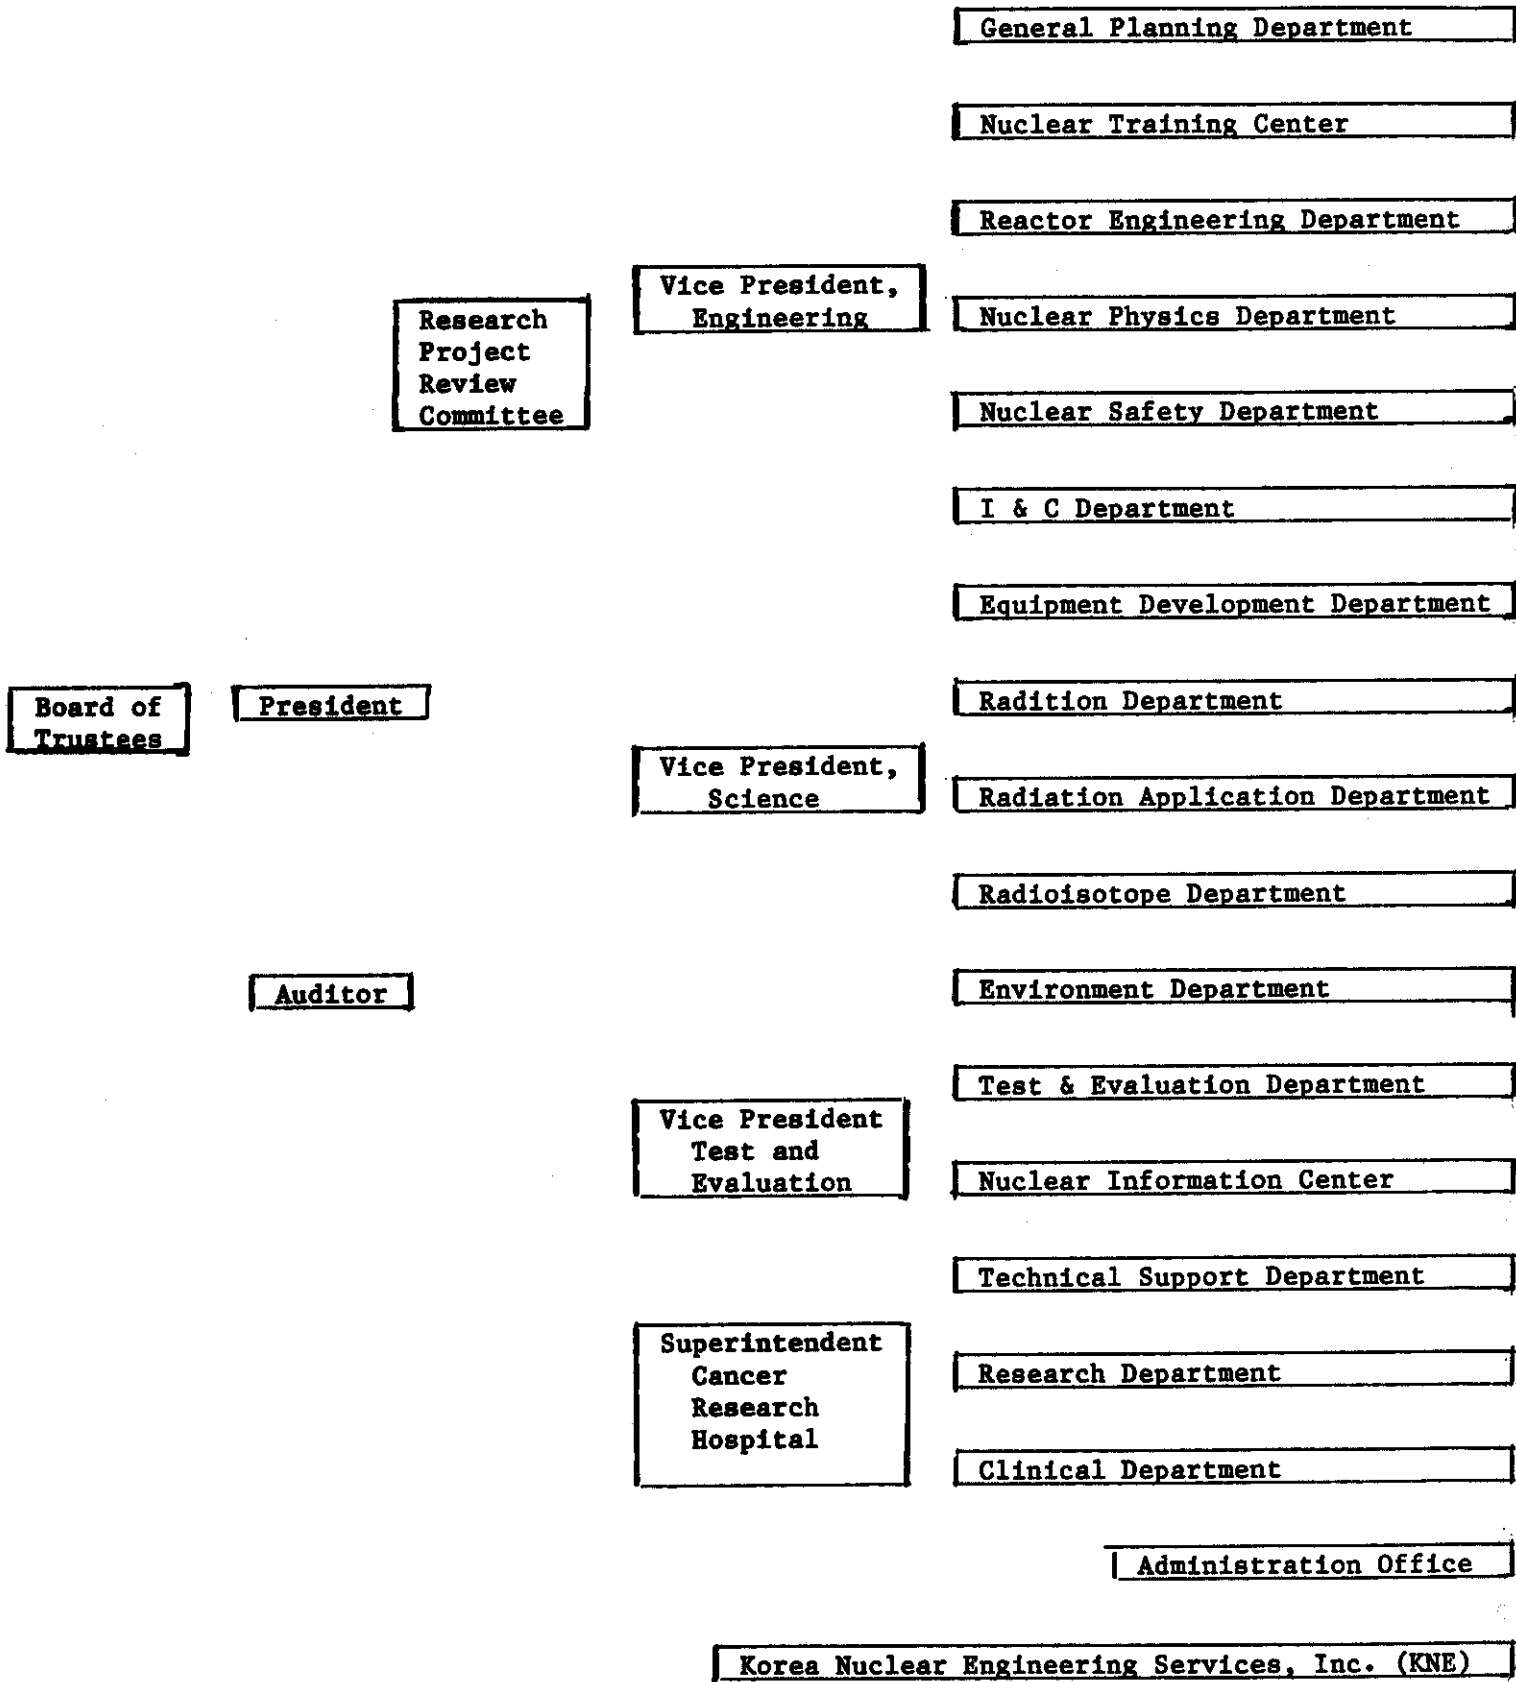 General Planning Department
Nuclear Training Center
Reactor Engineering Department
Vice President,
Engineering
Research
Project
Review
Committee
Nuclear Physics Department
Nuclear Safety Department
I & C Department
Equipment Development Department
Board of
Trustees
President
Radition Department
Vice President,
Science
Radiation Application Department
Radioisotope Department
Auditor
Environment Department
Test & Evaluation Department
Vice President
Test and
Evaluation
Nuclear Information Center
Technical Support Department
Superintendent
Cancer
Research
Hospital
Research Department
Clinical Department
Administration Office
Korea Nuclear Engineering Services, Inc. (KNE)